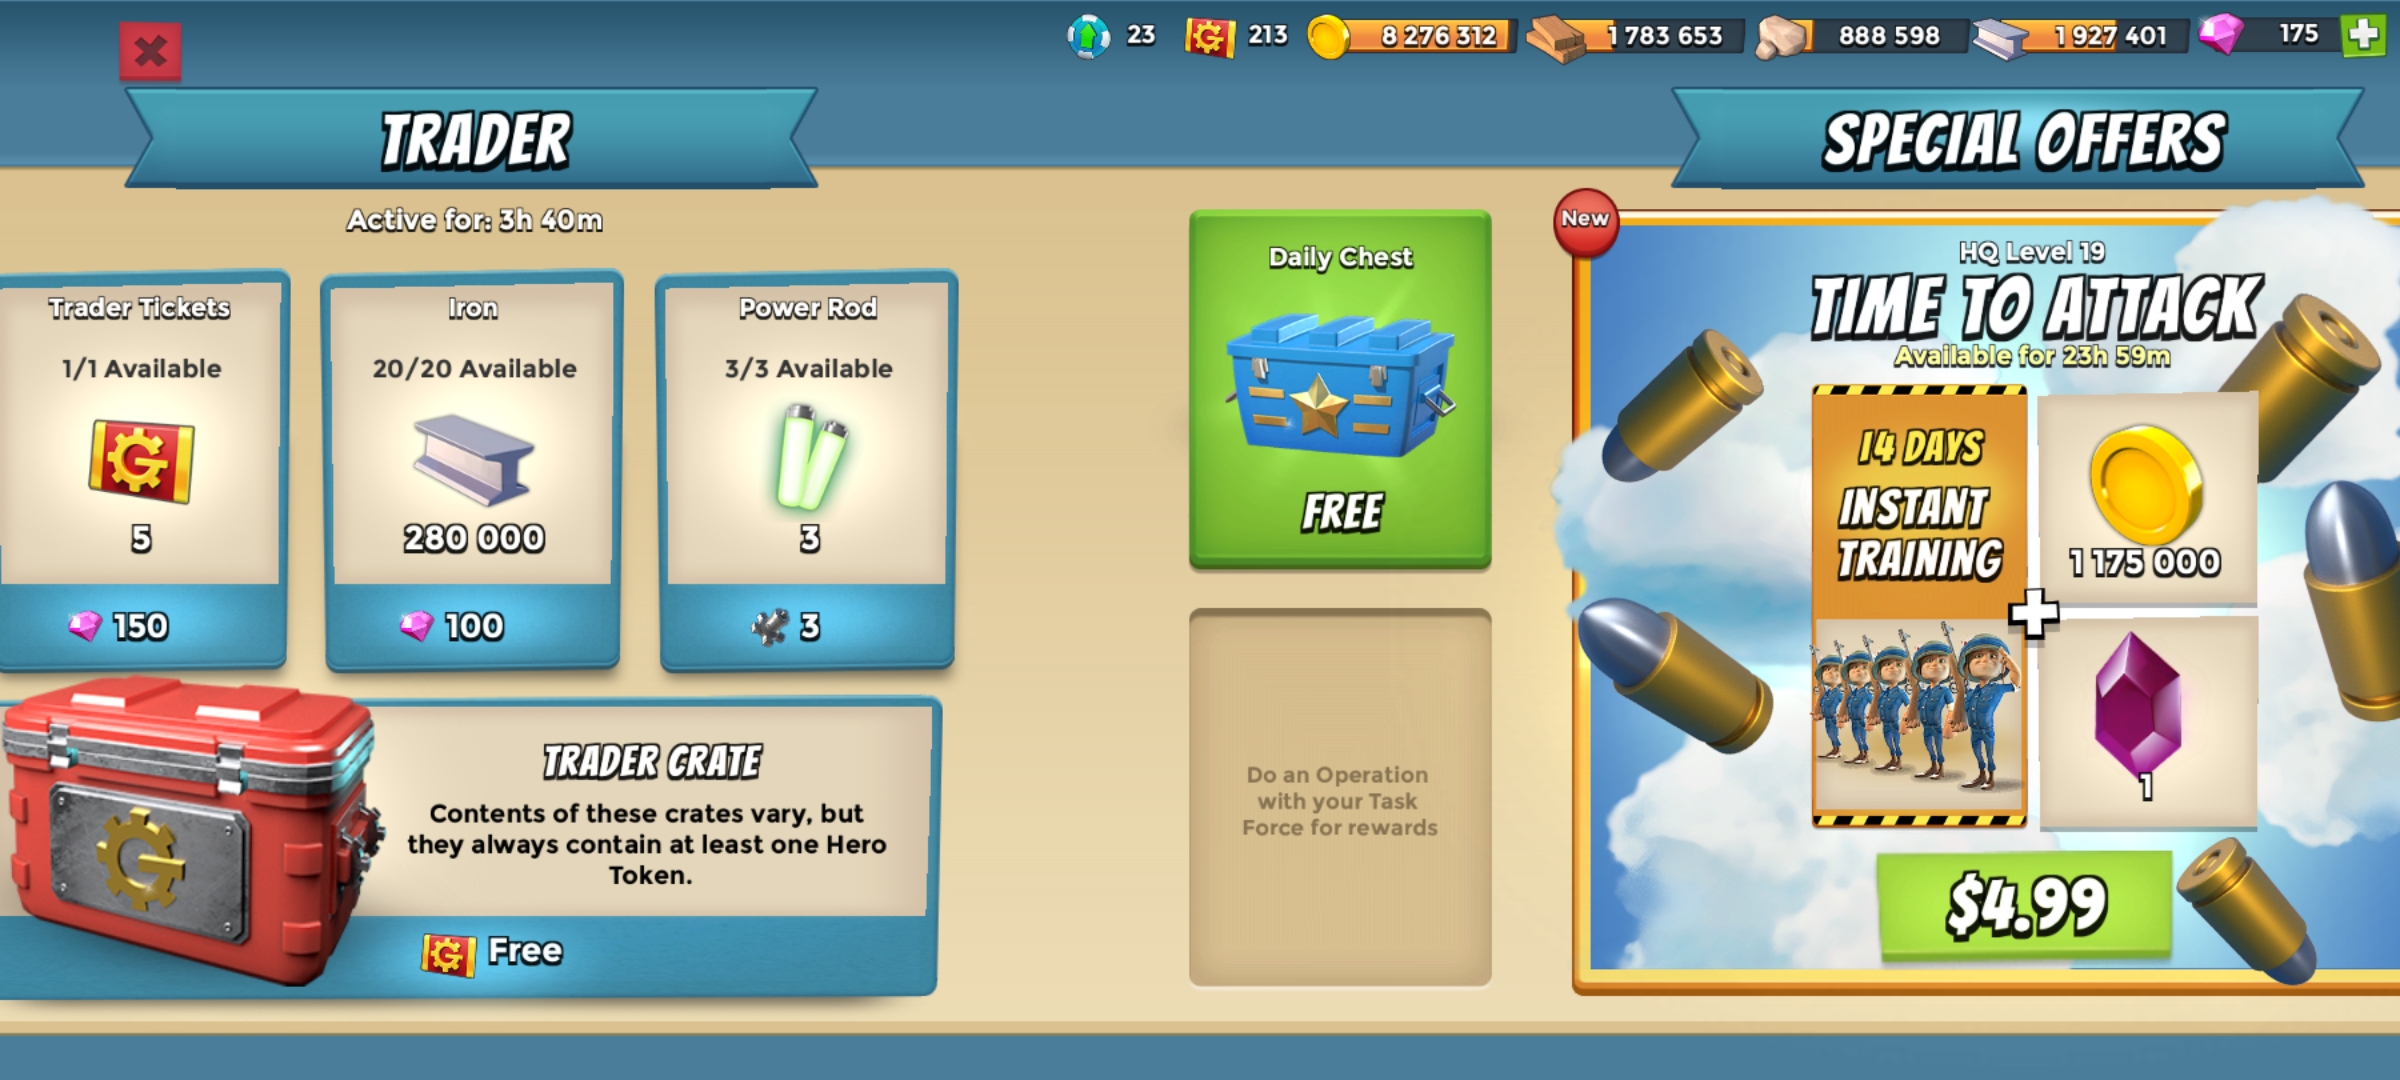 23
213
8 276 312
1 783 653
888 598
1 927 401
175
TRADER
Active for: 3h 40m
Trader Tickets
1/1 Available
5
150
Iron
20/20 Available
280 000
100
Power Rod
3/3 Available
3
3
TRADER CRATE
Contents of these crates vary, but
they always contain at least one Hero
Token.
Free
Daily Chest
FREE
Do an Operation
with your Task
Force for rewards
SPECIAL OFFERS
New
HQ Level 19
TIME TO ATTACK
Available for 23h 59m
14 DAYS
INSTANT
TRAINING
1 175 000
1
$4.99